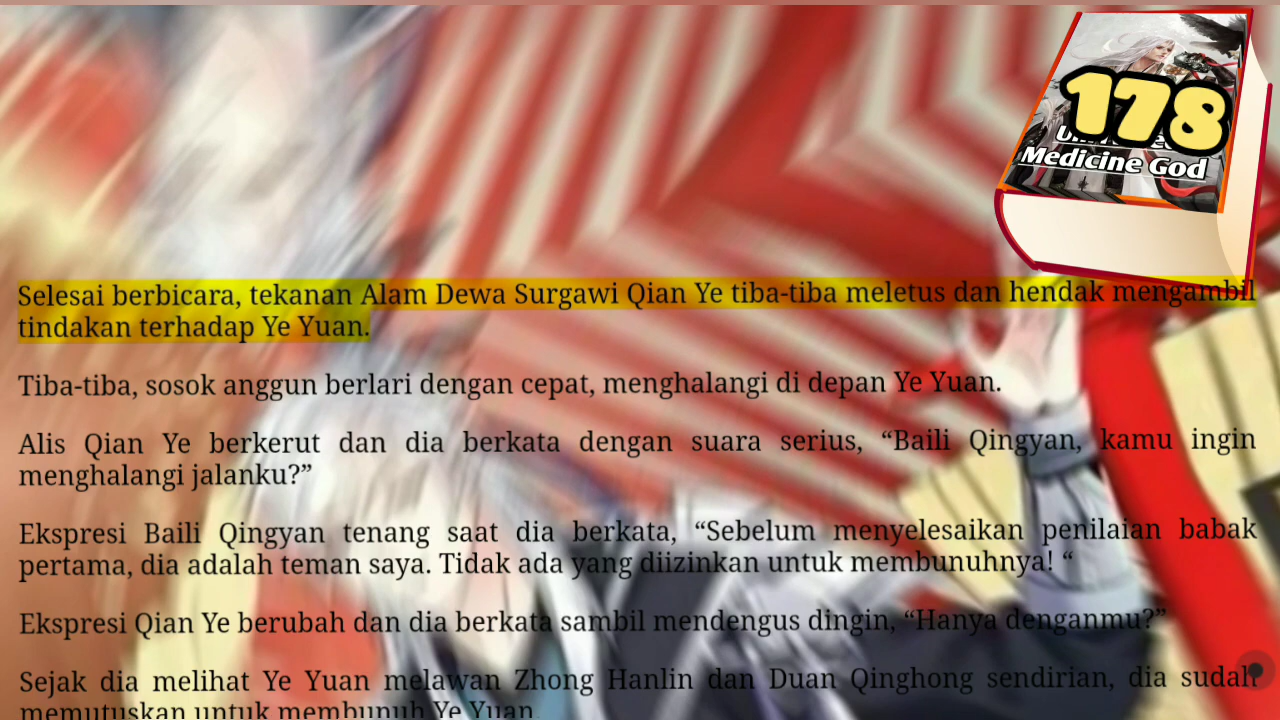 178
Medicine God
Selesai berbicara, tekanan Alam Dewa Surgawi Qian Ye tiba-tiba meletus dan hendak mengambil
tindakan terhadap Ye Yuan.
Tiba-tiba, sosok anggun berlari dengan cepat, menghalangi di depan Ye Yuan.
Alis Qian Ye berkerut dan dia berkata dengan suara serius, “Baili Qingyan, kamu ingin
menghalangi jalanku?”
Ekspresi Baili Qingyan tenang saat dia berkata, “Sebelum menyelesaikan penilaian babak
pertama, dia adalah teman saya. Tidak ada yang diizinkan untuk membunuhnya! “
Ekspresi Qian Ye berubah dan dia berkata sambil mendengus dingin, “Hanya denganmu?”
Sejak dia melihat Ye Yuan melawan Zhong Hanlin dan Duan Qinghong sendirian, dia sudah
memutuskan untuk membunuh Ye Yuan.